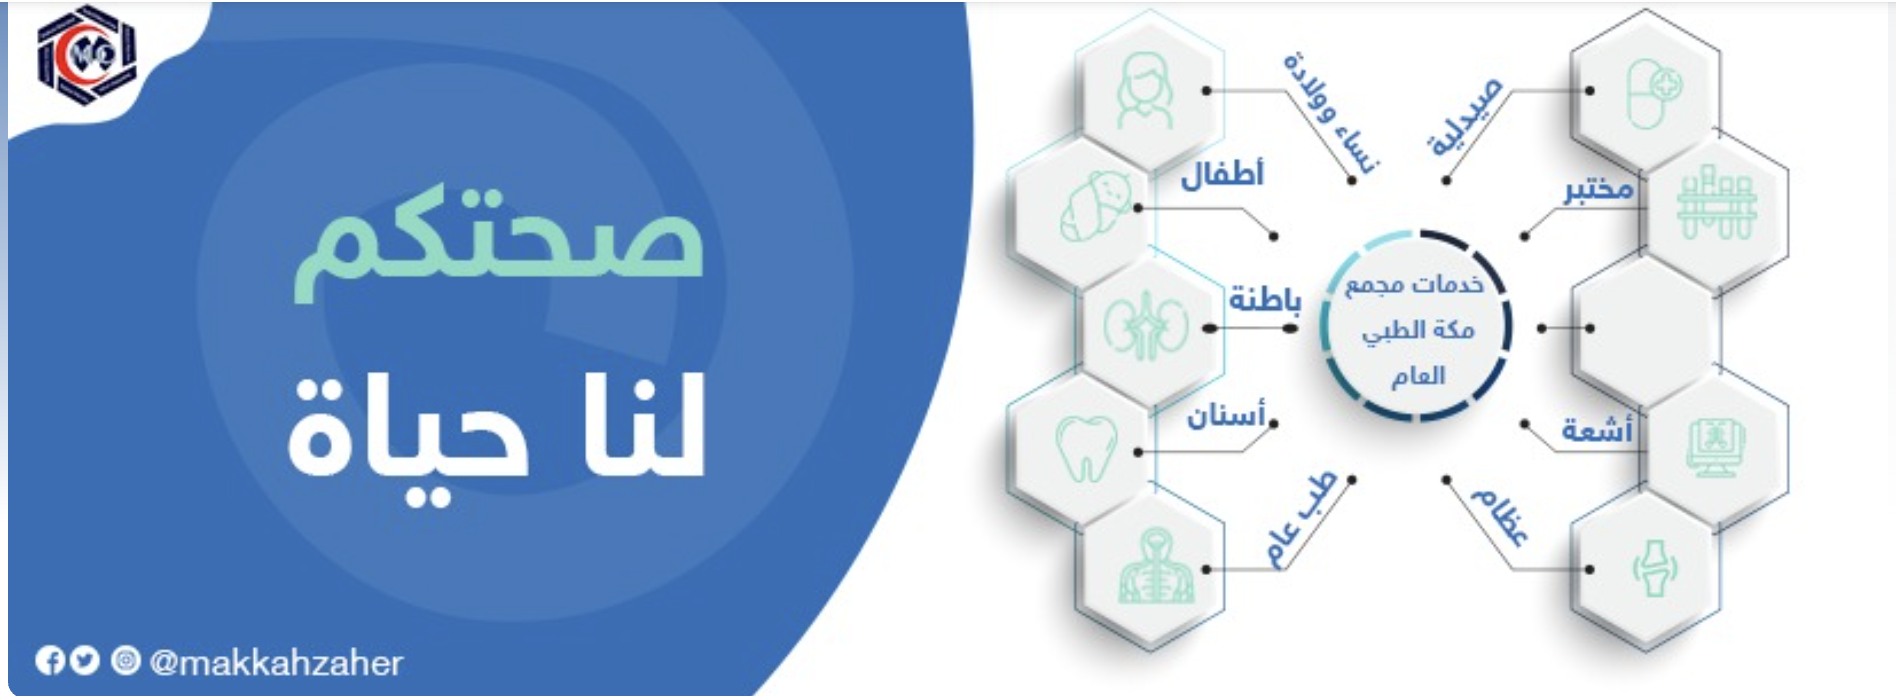 صحتكم
لنا حياة
@makkahzaher
خدمات مجمع
مكة الطبي
العام
صيدلية
مختبر
أشعة
عظام
نساء وولادة
أطفال
باطنة
أسنان
طب عام